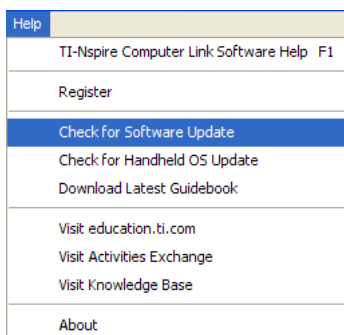 Help
TI-Nspire Computer Link Software Help F1
Register
Check for Software Update
Check for Handheld OS Update
Download Latest Guidebook
Visit education.ti.com
Visit Activities Exchange
Visit Knowledge Base
About